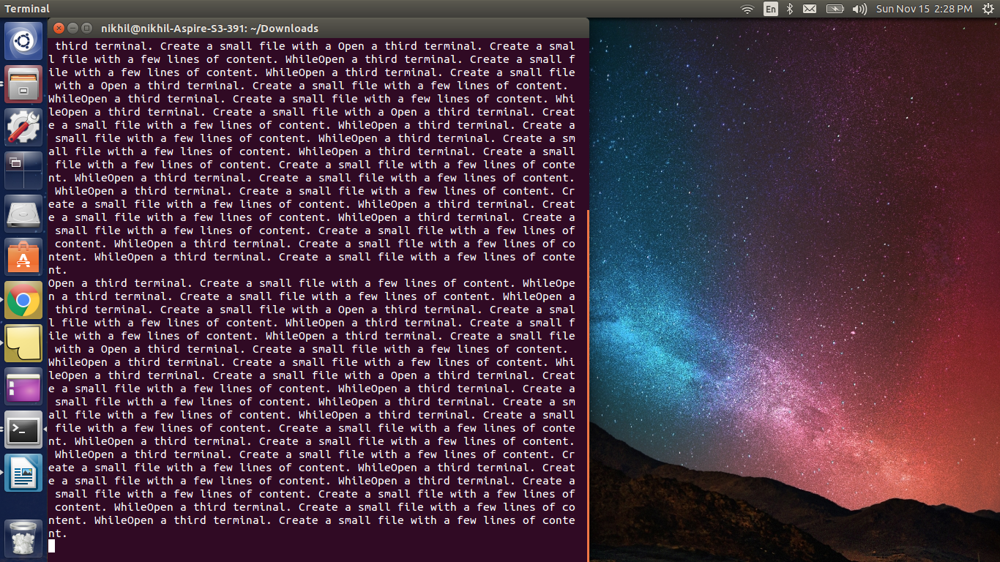 Terminal
En
Sun Nov 15 2:28 PM
nikhil@nikhil-Aspire-S3-391: ~/Downloads
third terminal. Create a small file with a Open a third terminal. Create a smal
l file with a few lines of content. WhileOpen a third terminal. Create a small f
ile with a few lines of content. WhileOpen a third terminal. Create a small file
with a Open a third terminal. Create a small file with a few lines of content.
WhileOpen a third terminal. Create a small file with a few lines of content. Whi
leOpen a third terminal. Create a small file with a Open a third terminal. Creat
e a small file with a few lines of content. WhileOpen a third terminal. Create a
small file with a few lines of content. WhileOpen a third terminal. Create a sm
all file with a few lines of content. WhileOpen a third terminal. Create a small
file with a few lines of content. Create a small file with a few lines of conte
nt. WhileOpen a third terminal. Create a small file with a few lines of content.
WhileOpen a third terminal. Create a small file with a few lines of content. Cr
eate a small file with a few lines of content. WhileOpen a third terminal. Creat
e a small file with a few lines of content. WhileOpen a third terminal. Create a
small file with a few lines of content. Create a small file with a few lines of
content. WhileOpen a third terminal. Create a small file with a few lines of co
ntent. WhileOpen a third terminal. Create a small file with a few lines of conte
nt.
Open a third terminal. Create a small file with a few lines of content. WhileOpe
n a third terminal. Create a small file with a few lines of content. WhileOpen a
third terminal. Create a small file with a Open a third terminal. Create a smal
l file with a few lines of content. WhileOpen a third terminal. Create a small f
ile with a few lines of content. WhileOpen a third terminal. Create a small file
with a Open a third terminal. Create a small file with a few lines of content.
WhileOpen a third terminal. Create a small file with a few lines of content. Whi
leOpen a third terminal. Create a small file with a Open a third terminal. Creat
e a small file with a few lines of content. WhileOpen a third terminal. Create a
small file with a few lines of content. WhileOpen a third terminal. Create a sm
all file with a few lines of content. WhileOpen a third terminal. Create a small
file with a few lines of content. Create a small file with a few lines of conte
nt. WhileOpen a third terminal. Create a small file with a few lines of content.
WhileOpen a third terminal. Create a small file with a few lines of content. Cr
eate a small file with a few lines of content. WhileOpen a third terminal. Creat
e a small file with a few lines of content. WhileOpen a third terminal. Create a
small file with a few lines of content. Create a small file with a few lines of
content. WhileOpen a third terminal. Create a small file with a few lines of co
ntent. WhileOpen a third terminal. Create a small file with a few lines of conte
nt.